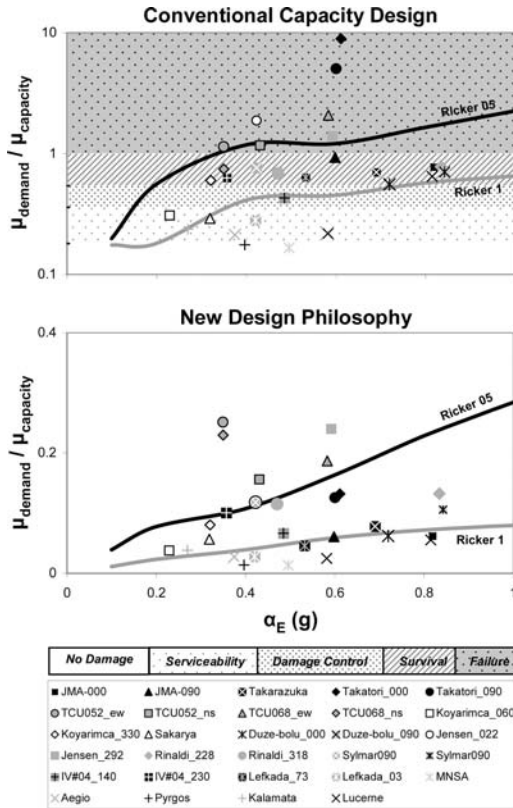 Conventional Capacity Design
10
1
0.1
μdemand / μcapacity
Ricker 05
Ricker 1
New Design Philosophy
0.4
0.2
0
μdemand / μcapacity
Ricker 05
Ricker 1
0.0 0.2 0.4 0.6 0.8 1
αE (g)
No Damage Serviceability Damage Control Survival Failure
JMA-000 JMA-090 Takarazuka Takatori_000 Takatori_090
TCU052_ew TCU052_ns TCU068_ew TCU068_ns Koyarimca_060
Koyarimca_330 Sakarya Duze-bolu_000 Duze-bolu_090 Jensen_022
Jensen_292 Rinaldi_228 Rinaldi_318 Sylmar090 Sylmar090
IV#04_140 IV#04_230 Lefkada_73 Lefkada_03 MNSA
Aegio Pyrgos Kalamata Lucerne